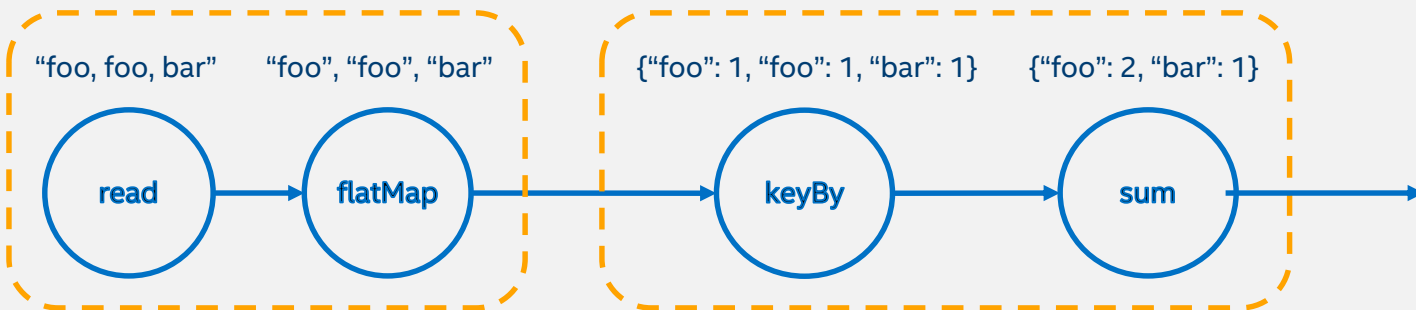 “foo, foo, bar”
“foo”, “foo”, “bar”
{“foo”: 1, “foo”: 1, “bar”: 1}
{“foo”: 2, “bar”: 1}
read
flatMap
keyBy
sum